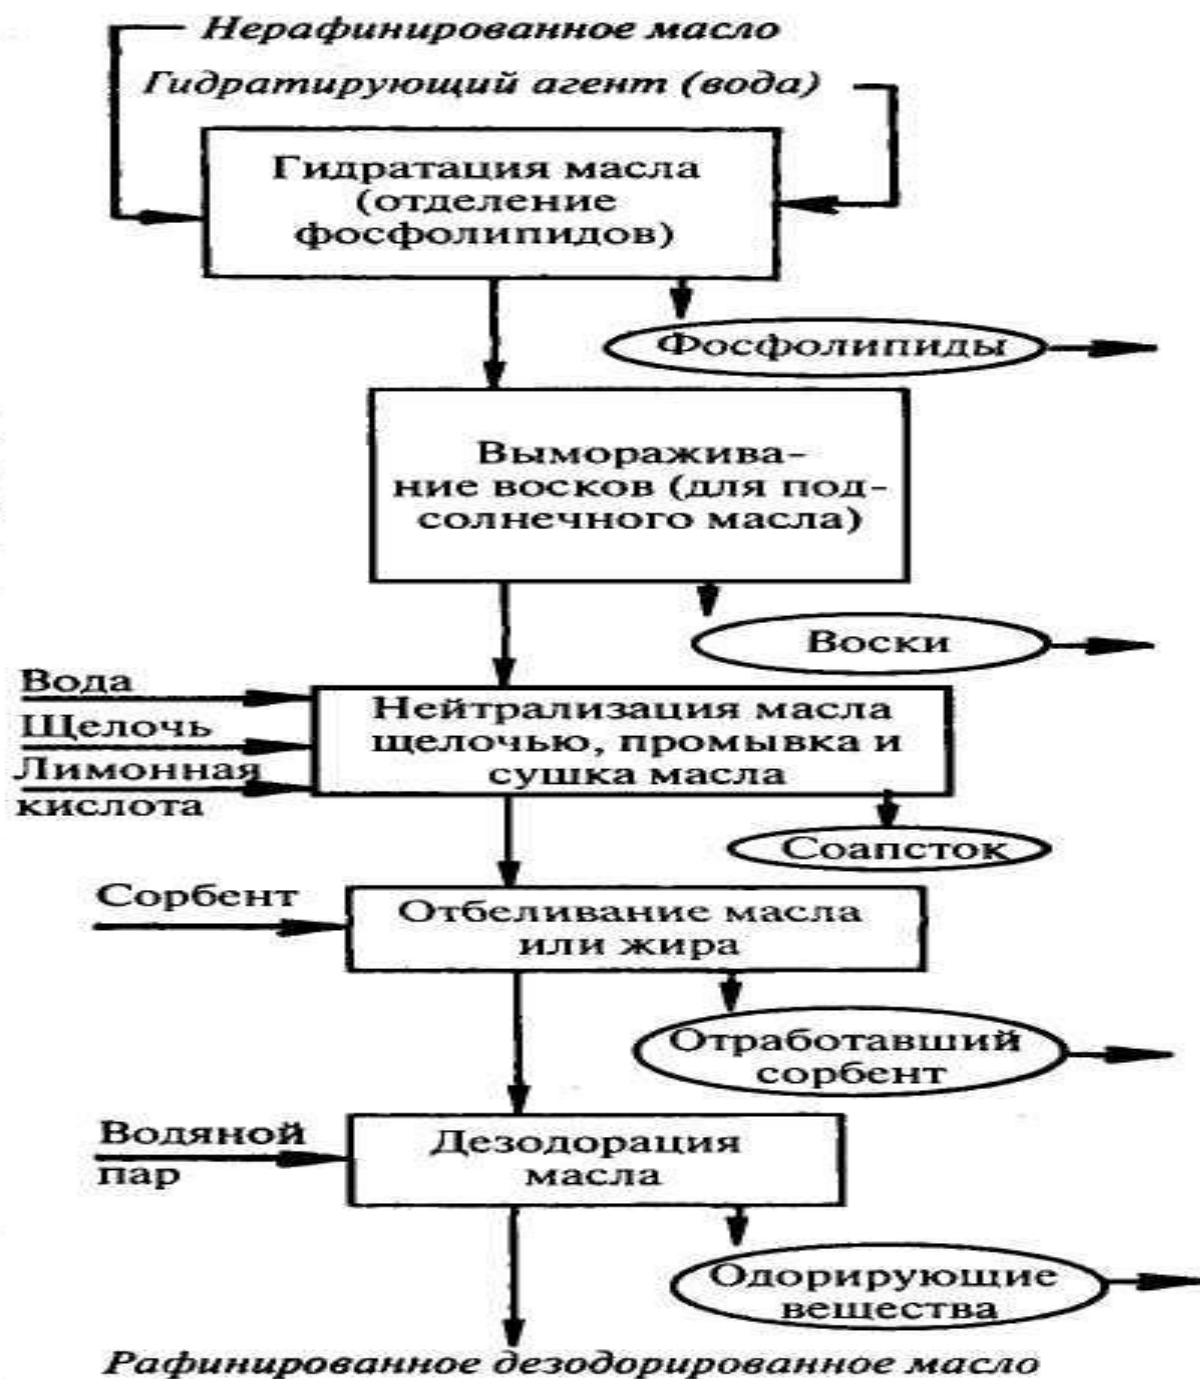 Нерафинированное масло
Гидратирующий агент (вода)
Гидратация масла
(отделение
фосфолипидов)
Фосфолипиды
Выморажива-
ние восков (для под-
солнечного масла)
Воски
Вода
Щелочь
Лимонная
кислота
Нейтрализация масла
щелочью, промывка и
сушка масла
Соапсток
Сорбент
Отбеливание масла
или жира
Отработавший
сорбент
Водяной
пар
Дезодорация
масла
Одорирующие
вещества
Рафинированное дезодорированное масло